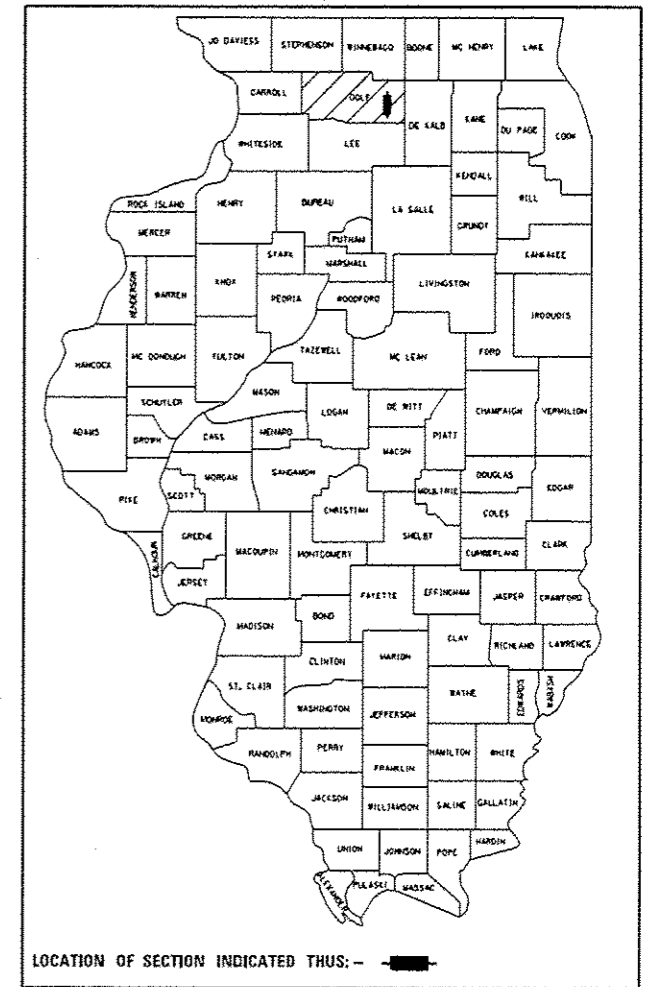 JO DAVIESS STEPHENSON WINNEBAGO BOONE MC HENRY LAKE
CARROLL OGLE DE KALB KANE DU PAGE COOK
WHITESIDE LEE
KENDALL
ROCK ISLAND HENRY BUREAU LA SALLE GRUNDY WILL
MERCER PUTNAM
STARK MARSHALL KANKAKEE
HENDERSON WARREN KNOX PEORIA WOODFORD LIVINGSTON IROQUOIS
HANCOCK MC DONOUGH FULTON TAZEWELL MC LEAN FORD
MASON
SCHUYLER LOGAN DE WITT CHAMPAIGN VERMILION
ADAMS BROWN CASS MENARD PIATT
MACON
MORGAN SANGAMON DOUGLAS EDGAR
PIKE SCOTT CHRISTIAN MOULTRIE
COLES
GREENE MACOUPIN MONTGOMERY SHELBY
CALHOUN CUMBERLAND CLARK
JERSEY
FAYETTE EFFINGHAM JASPER CRAWFORD
MADISON BOND
CLAY RICHLAND LAWRENCE
CLINTON MARION
ST. CLAIR WAYNE EDWARDS WABASH
WASHINGTON JEFFERSON
MONROE
RANDOLPH PERRY HAMILTON WHITE
FRANKLIN
JACKSON WILLIAMSON SALINE GALLATIN
UNION JOHNSON POPE HARDIN
ALEXANDER PULASKI MASSAC
LOCATION OF SECTION INDICATED THUS: -